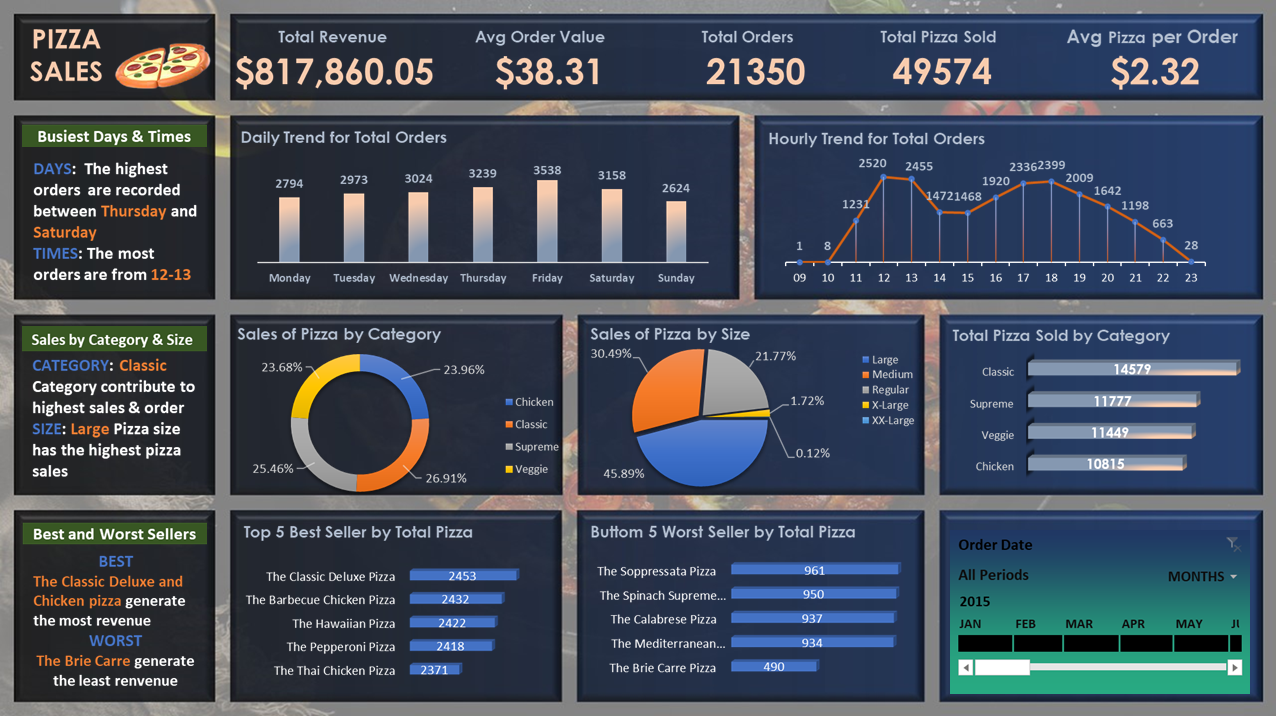 PIZZA
SALES
Total Revenue
$817,860.05
Avg Order Value
$38.31
Total Orders
21350
Total Pizza Sold
49574
Avg Pizza per Order
$2.32
Busiest Days & Times
DAYS: The highest
orders are recorded
between Thursday and
Saturday
TIMES: The most
orders are from 12-13
Daily Trend for Total Orders
2794 2973 3024 3239 3538 3158 2624
Monday Tuesday Wednesday Thursday Friday Saturday Sunday
Hourly Trend for Total Orders
1 8 1231 2520 2455 1472 1468 1920 2336 2399 2009 1642 1198 663 28
09 10 11 12 13 14 15 16 17 18 19 20 21 22 23
Sales by Category & Size
CATEGORY: Classic
Category contribute to
highest sales & order
SIZE: Large Pizza size
has the highest pizza
sales
Sales of Pizza by Category
23.68%
23.96%
25.46%
26.91%
Chicken
Classic
Supreme
Veggie
Sales of Pizza by Size
30.49%
21.77%
1.72%
0.12%
45.89%
Large
Medium
Regular
X-Large
XX-Large
Total Pizza Sold by Category
Classic 14579
Supreme 11777
Veggie 11449
Chicken 10815
Best and Worst Sellers
BEST
The Classic Deluxe and
Chicken pizza generate
the most revenue
WORST
The Brie Carre generate
the least renvenue
Top 5 Best Seller by Total Pizza
The Classic Deluxe Pizza 2453
The Barbecue Chicken Pizza 2432
The Hawaiian Pizza 2422
The Pepperoni Pizza 2418
The Thai Chicken Pizza 2371
Buttom 5 Worst Seller by Total Pizza
The Soppressata Pizza 961
The Spinach Supreme... 950
The Calabrese Pizza 937
The Mediterranean... 934
The Brie Carre Pizza 490
Order Date
All Periods
MONTHS
2015
JAN FEB MAR APR MAY